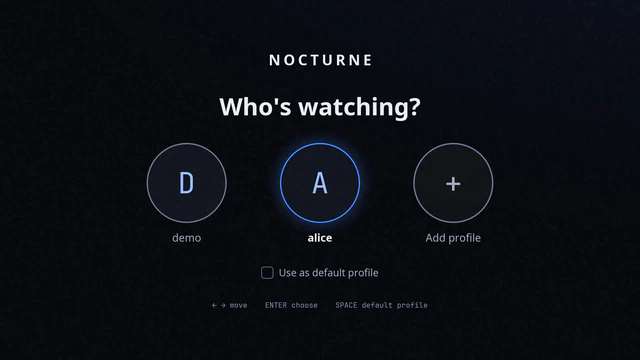 NOCTURNE
Who's watching?
D A +
demo alice Add profile
Use as default profile
← → move ENTER choose SPACE default profile